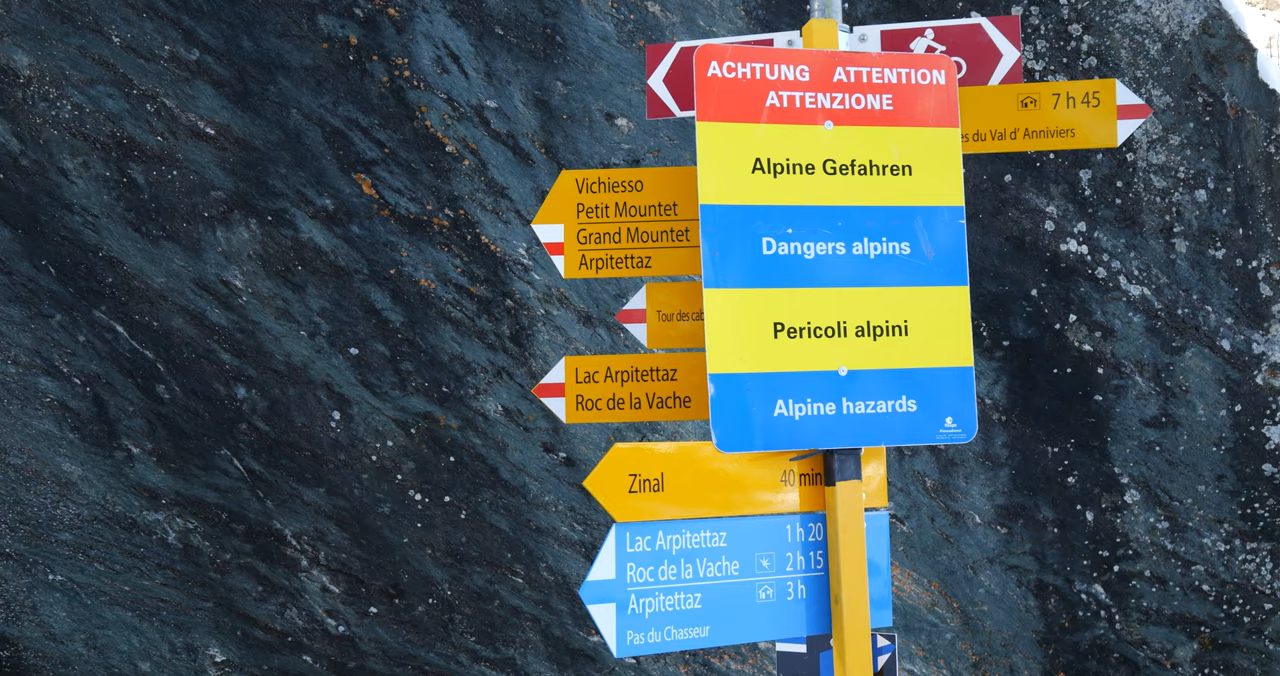 ACHTUNG ATTENTION
ATTENZIONE
Alpine Gefahren
Dangers alpins
Pericoli alpini
Alpine hazards
7 h 45
es du Val d' Anniviers
Vichiesso
Petit Mountet
Grand Mountet
Arpitettaz
Tour des cab
Lac Arpitettaz
Roc de la Vache
Zinal 40 min
Lac Arpitettaz 1 h 20
Roc de la Vache 2 h 15
Arpitettaz 3 h
Pas du Chasseur